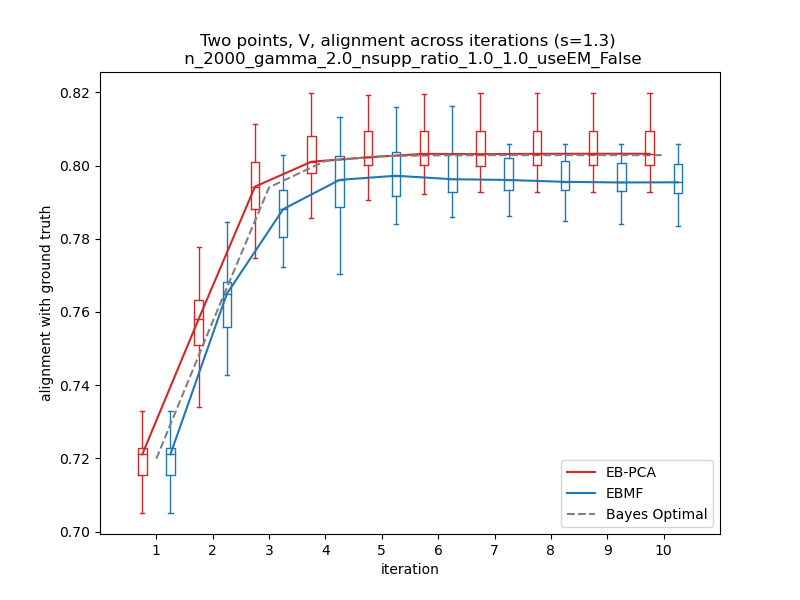 Two points, V, alignment across iterations (s=1.3)
n_2000_gamma_2.0_nsupp_ratio_1.0_1.0_useEM_False
alignment with ground truth
0.82
0.80
0.78
0.76
0.74
0.72
0.70
EB-PCA
EBMF
Bayes Optimal
1 2 3 4 5 6 7 8 9 10
iteration